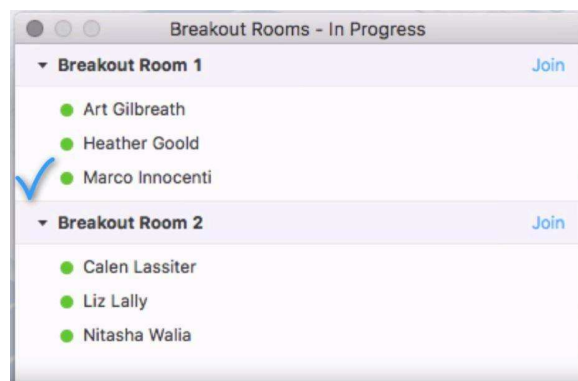 Breakout Rooms - In Progress
Breakout Room 1 Join
Art Gilbreath
Heather Goold
Marco Innocenti
Breakout Room 2 Join
Calen Lassiter
Liz Lally
Nitasha Walia